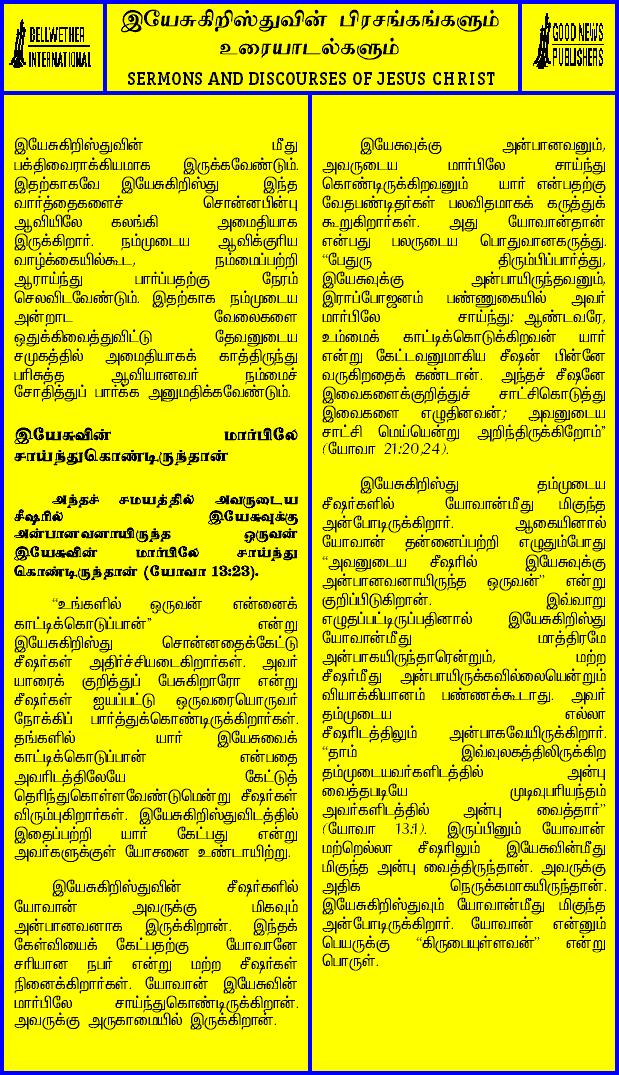 BELLWETHER
INTERNATIONAL
இயேசுகிறிஸ்துவின் பிரசங்கங்களும்
உரையாடல்களும்
SERMONS AND DISCOURSES OF JESUS CHRIST
GOOD NEWS
PUBLISHERS
இயேசுகிறிஸ்துவின் மீது
பக்திவைராக்கியமாக இருக்கவேண்டும்.
இதற்காகவே இயேசுகிறிஸ்து இந்த
வார்த்தைகளைச் சொன்னபின்பு
ஆவியிலே கலங்கி அமைதியாக
இருக்கிறார். நம்முடைய ஆவிக்குரிய
வாழ்க்கையில்கூட, நம்மைப்பற்றி
ஆராய்ந்து பார்ப்பதற்கு நேரம்
செலவிடவேண்டும். இதற்காக நம்முடைய
அன்றாட வேலைகளை
ஒதுக்கிவைத்துவிட்டு தேவனுடைய
சமுகத்தில் அமைதியாகக் காத்திருந்து
பரிசுத்த ஆவியானவர் நம்மைச்
சோதித்துப் பார்க்க அனுமதிக்கவேண்டும்.
இயேசுவின் மார்பிலே
சாய்ந்துகொண்டிருந்தான்
அந்தச் சமயத்தில் அவருடைய
சீஷரில் இயேசுவுக்கு
அன்பானவனாயிருந்த ஒருவன்
இயேசுவின் மார்பிலே சாய்ந்து
கொண்டிருந்தான் (யோவா 13:23).
“உங்களில் ஒருவன் என்னைக்
காட்டிக்கொடுப்பான்” என்று
இயேசுகிறிஸ்து சொன்னதைக்கேட்டு
சீஷர்கள் அதிர்ச்சியடைகிறார்கள். அவர்
யாரைக் குறித்துப் பேசுகிறாரோ என்று
சீஷர்கள் ஐயப்பட்டு ஒருவரையொருவர்
நோக்கிப் பார்த்துக்கொண்டிருக்கிறார்கள்.
தங்களில் யார் இயேசுவைக்
காட்டிக்கொடுப்பான் என்பதை
அவரிடத்திலேயே கேட்டுத்
தெரிந்துகொள்ளவேண்டுமென்று சீஷர்கள்
விரும்புகிறார்கள். இயேசுகிறிஸ்துவிடத்தில்
இதைப்பற்றி யார் கேட்பது என்று
அவர்களுக்குள் யோசனை உண்டாயிற்று.
இயேசுகிறிஸ்துவின் சீஷர்களில்
யோவான் அவருக்கு மிகவும்
அன்பானவனாக இருக்கிறான். இந்தக்
கேள்வியைக் கேட்பதற்கு யோவானே
சரியான நபர் என்று மற்ற சீஷர்கள்
நினைக்கிறார்கள். யோவான் இயேசுவின்
மார்பிலே சாய்ந்துகொண்டிருக்கிறான்.
அவருக்கு அருகாமையில் இருக்கிறான்.
இயேசுவுக்கு அன்பானவனும்,
அவருடைய மார்பிலே சாய்ந்து
கொண்டிருக்கிறவனும் யார் என்பதற்கு
வேதபண்டிதர்கள் பலவிதமாகக் கருத்துக்
கூறுகிறார்கள். அது யோவான்தான்
என்பது பலருடைய பொதுவானகருத்து.
“பேதுரு திரும்பிப்பார்த்து,
இயேசுவுக்கு அன்பாயிருந்தவனும்,
இராப்போஜனம் பண்ணுகையில் அவர்
மார்பிலே சாய்ந்து: ஆண்டவரே,
உம்மைக் காட்டிக்கொடுக்கிறவன் யார்
என்று கேட்டவனுமாகிய சீஷன் பின்னே
வருகிறதைக் கண்டான். அந்தச் சீஷனே
இவைகளைக்குறித்துச் சாட்சிகொடுத்து
இவைகளை எழுதினவன்; அவனுடைய
சாட்சி மெய்யென்று அறிந்திருக்கிறோம்”
(யோவா 21:20,24).
இயேசுகிறிஸ்து தம்முடைய
சீஷர்களில் யோவான்மீது மிகுந்த
அன்போடிருக்கிறார். ஆகையினால்
யோவான் தன்னைப்பற்றி எழுதும்போது
“அவனுடைய சீஷரில் இயேசுவுக்கு
அன்பானவனாயிருந்த ஒருவன்” என்று
குறிப்பிடுகிறான். இவ்வாறு
எழுதப்பட்டிருப்பதினால் இயேசுகிறிஸ்து
யோவான்மீது மாத்திரமே
அன்பாகயிருந்தாரென்றும், மற்ற
சீஷர்மீது அன்பாயிருக்கவில்லையென்றும்
வியாக்கியானம் பண்ணக்கூடாது. அவர்
தம்முடைய எல்லா
சீஷரிடத்திலும் அன்பாகவேயிருக்கிறார்.
“தாம் இவ்வுலகத்திலிருக்கிற
தம்முடையவர்களிடத்தில் அன்பு
வைத்தபடியே முடிவுபரியந்தம்
அவர்களிடத்தில் அன்பு வைத்தார்”
(யோவா 13:1). இருப்பினும் யோவான்
மற்றெல்லா சீஷரிலும் இயேசுவின்மீது
மிகுந்த அன்பு வைத்திருந்தான். அவருக்கு
அதிக நெருக்கமாகயிருந்தான்.
இயேசுகிறிஸ்துவும் யோவான்மீது மிகுந்த
அன்போடிருக்கிறார். யோவான் என்னும்
பெயருக்கு “கிருபையுள்ளவன்” என்று
பொருள்.